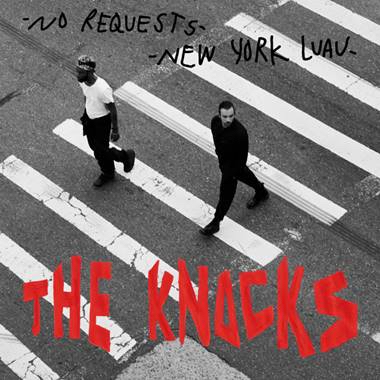 -NO REQUESTS-
-NEW YORK LUAU-
THE KNOCKS